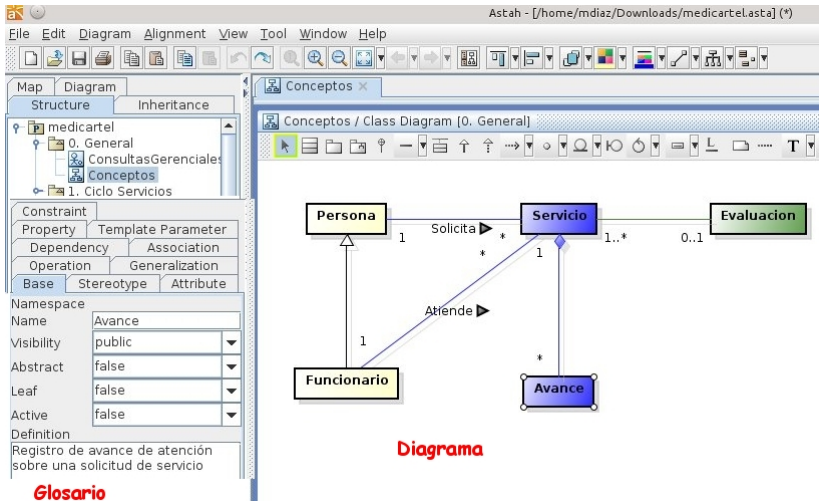 Astah - [/home/mdiaz/Downloads/medicartel.asta] (*)
File Edit Diagram Alignment View Tool Window Help
Map Diagram
Structure Inheritance
medicartel
0. General
ConsultasGerenciales
Conceptos
1. Ciclo Servicios
Constraint
Property Template Parameter
Dependency Association
Operation Generalization
Base Stereotype Attribute
Namespace
Name Avance
Visibility public
Abstract false
Leaf false
Active false
Definition
Registro de avance de atención
sobre una solicitud de servicio
Glosario
Conceptos
Conceptos / Class Diagram [0. General]
T
Persona Servicio Evaluacion
1 Solicita * 1..* 0..1
* 1
Atiende
1
*
Funcionario Avance
Diagrama